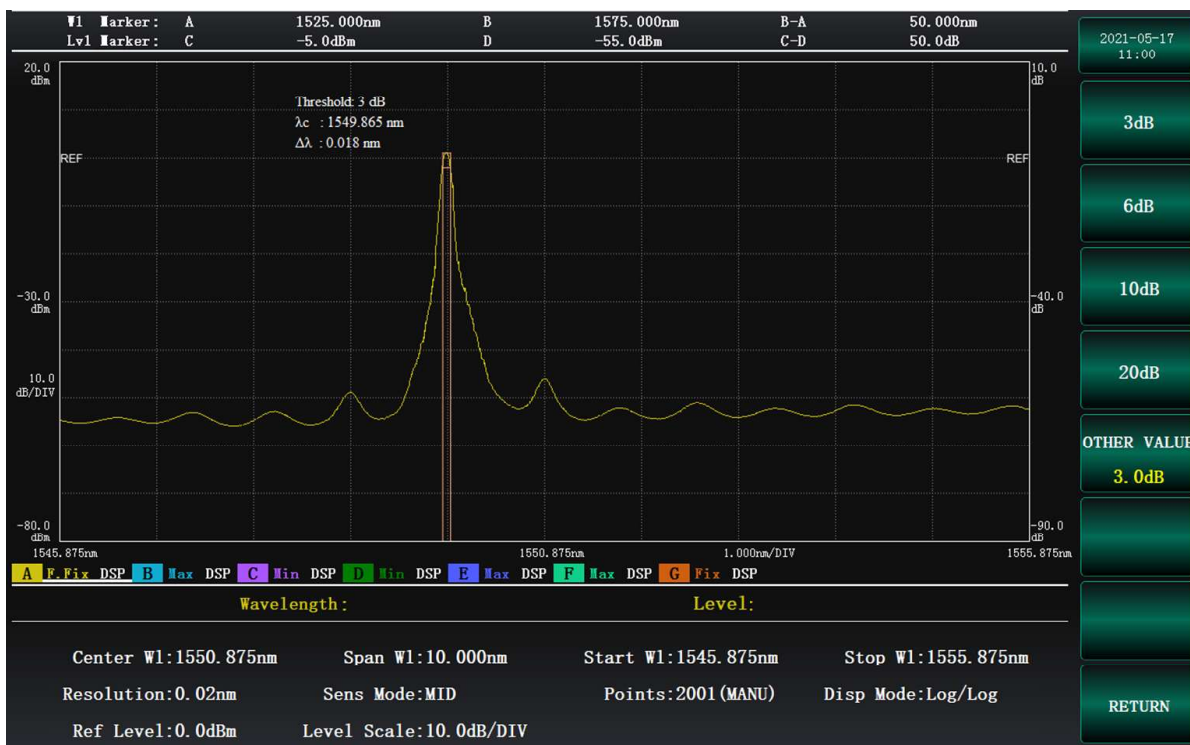 Wl Marker: A 1525.000nm B 1575.000nm B-A 50.000nm
Lvl Marker: C -5.0dBm D -55.0dBm C-D 50.0dB
2021-05-17
11:00
20.0
dBm
10.0
dB
Threshold: 3 dB
λc : 1549.865 nm
Δλ : 0.018 nm
REF
REF
-30.0
dBm
-40.0
dB
10.0
dB/DIV
-80.0
dBm
-90.0
dB
1545.875nm 1550.875nm 1.000nm/DIV 1555.875nm
A F.Fix DSP B Max DSP C Min DSP D Min DSP E Max DSP F Max DSP G Fix DSP
Wavelength: Level:
Center Wl:1550.875nm Span Wl:10.000nm Start Wl:1545.875nm Stop Wl:1555.875nm
Resolution:0.02nm Sens Mode:MID Points:2001(MANU) Disp Mode:Log/Log
Ref Level:0.0dBm Level Scale:10.0dB/DIV
3dB
6dB
10dB
20dB
OTHER VALUE
3.0dB
RETURN